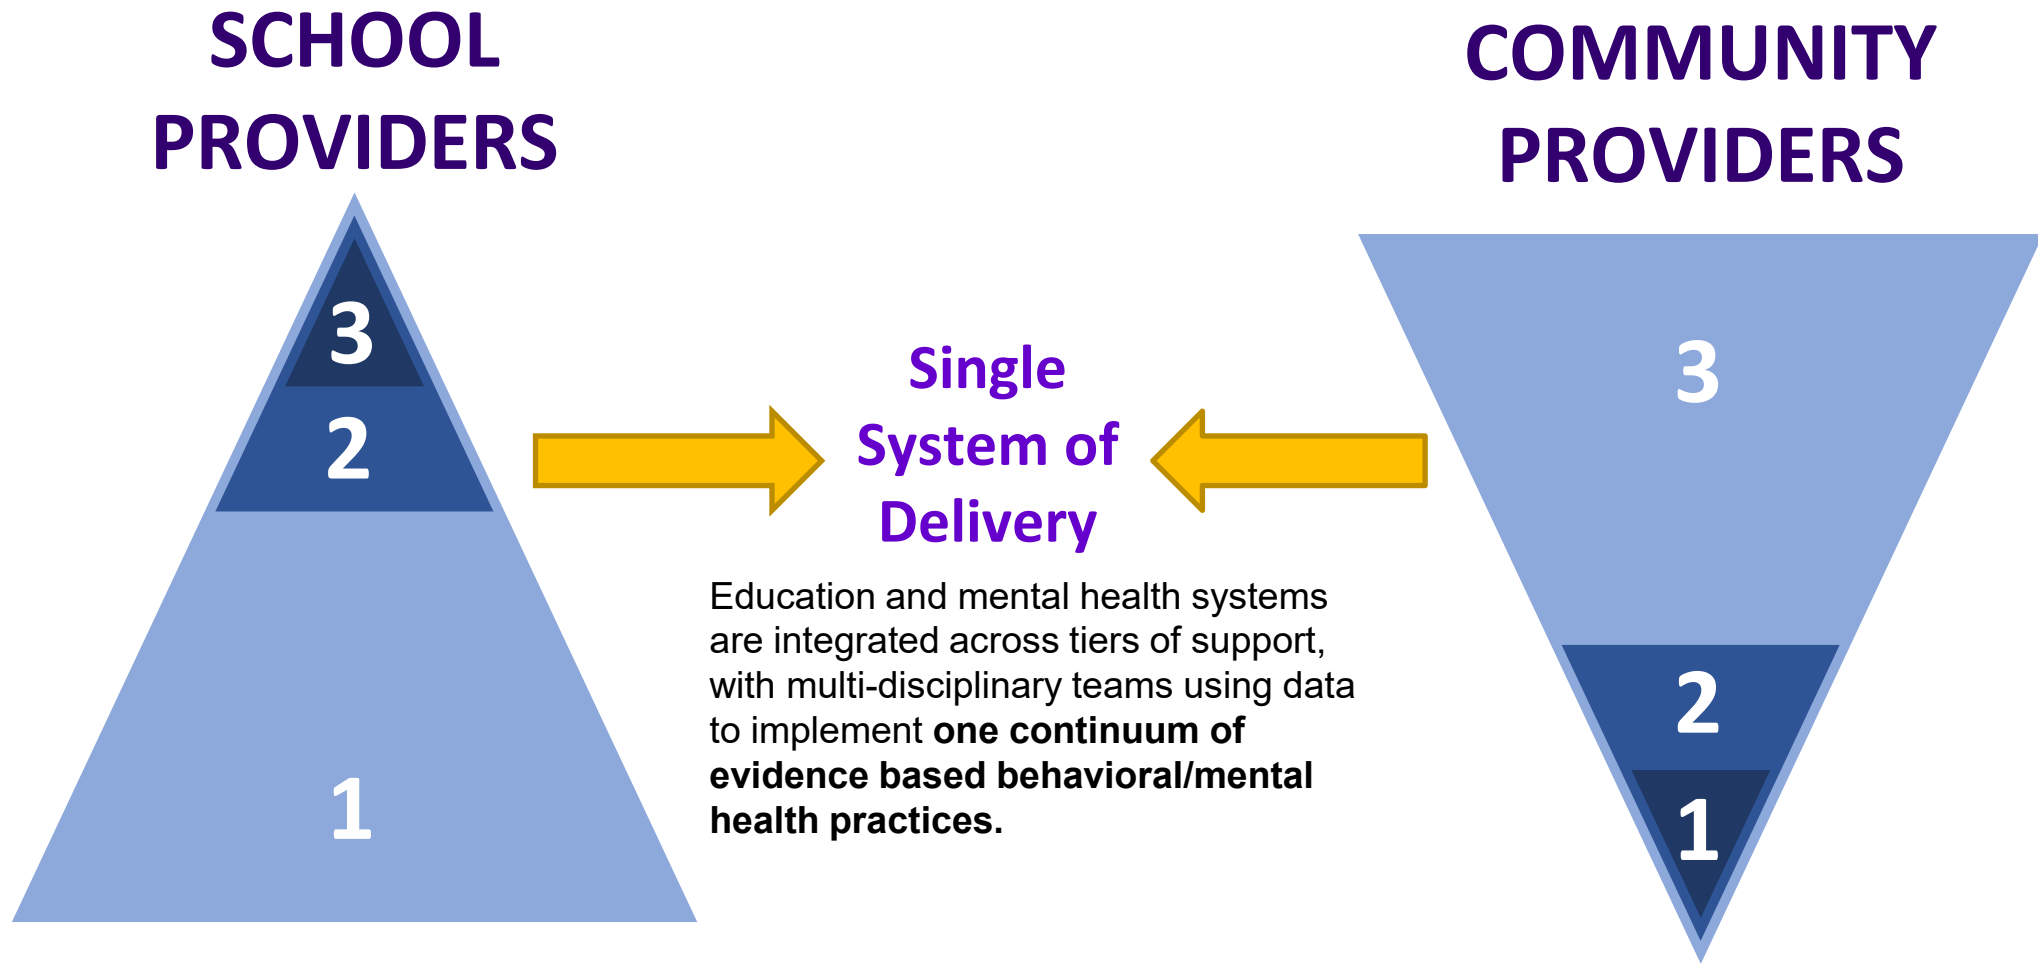 SCHOOL
PROVIDERS
3
2
1
Single
System of
Delivery
Education and mental health systems
are integrated across tiers of support,
with multi-disciplinary teams using data
to implement one continuum of
evidence based behavioral/mental
health practices.
COMMUNITY
PROVIDERS
3
2
1